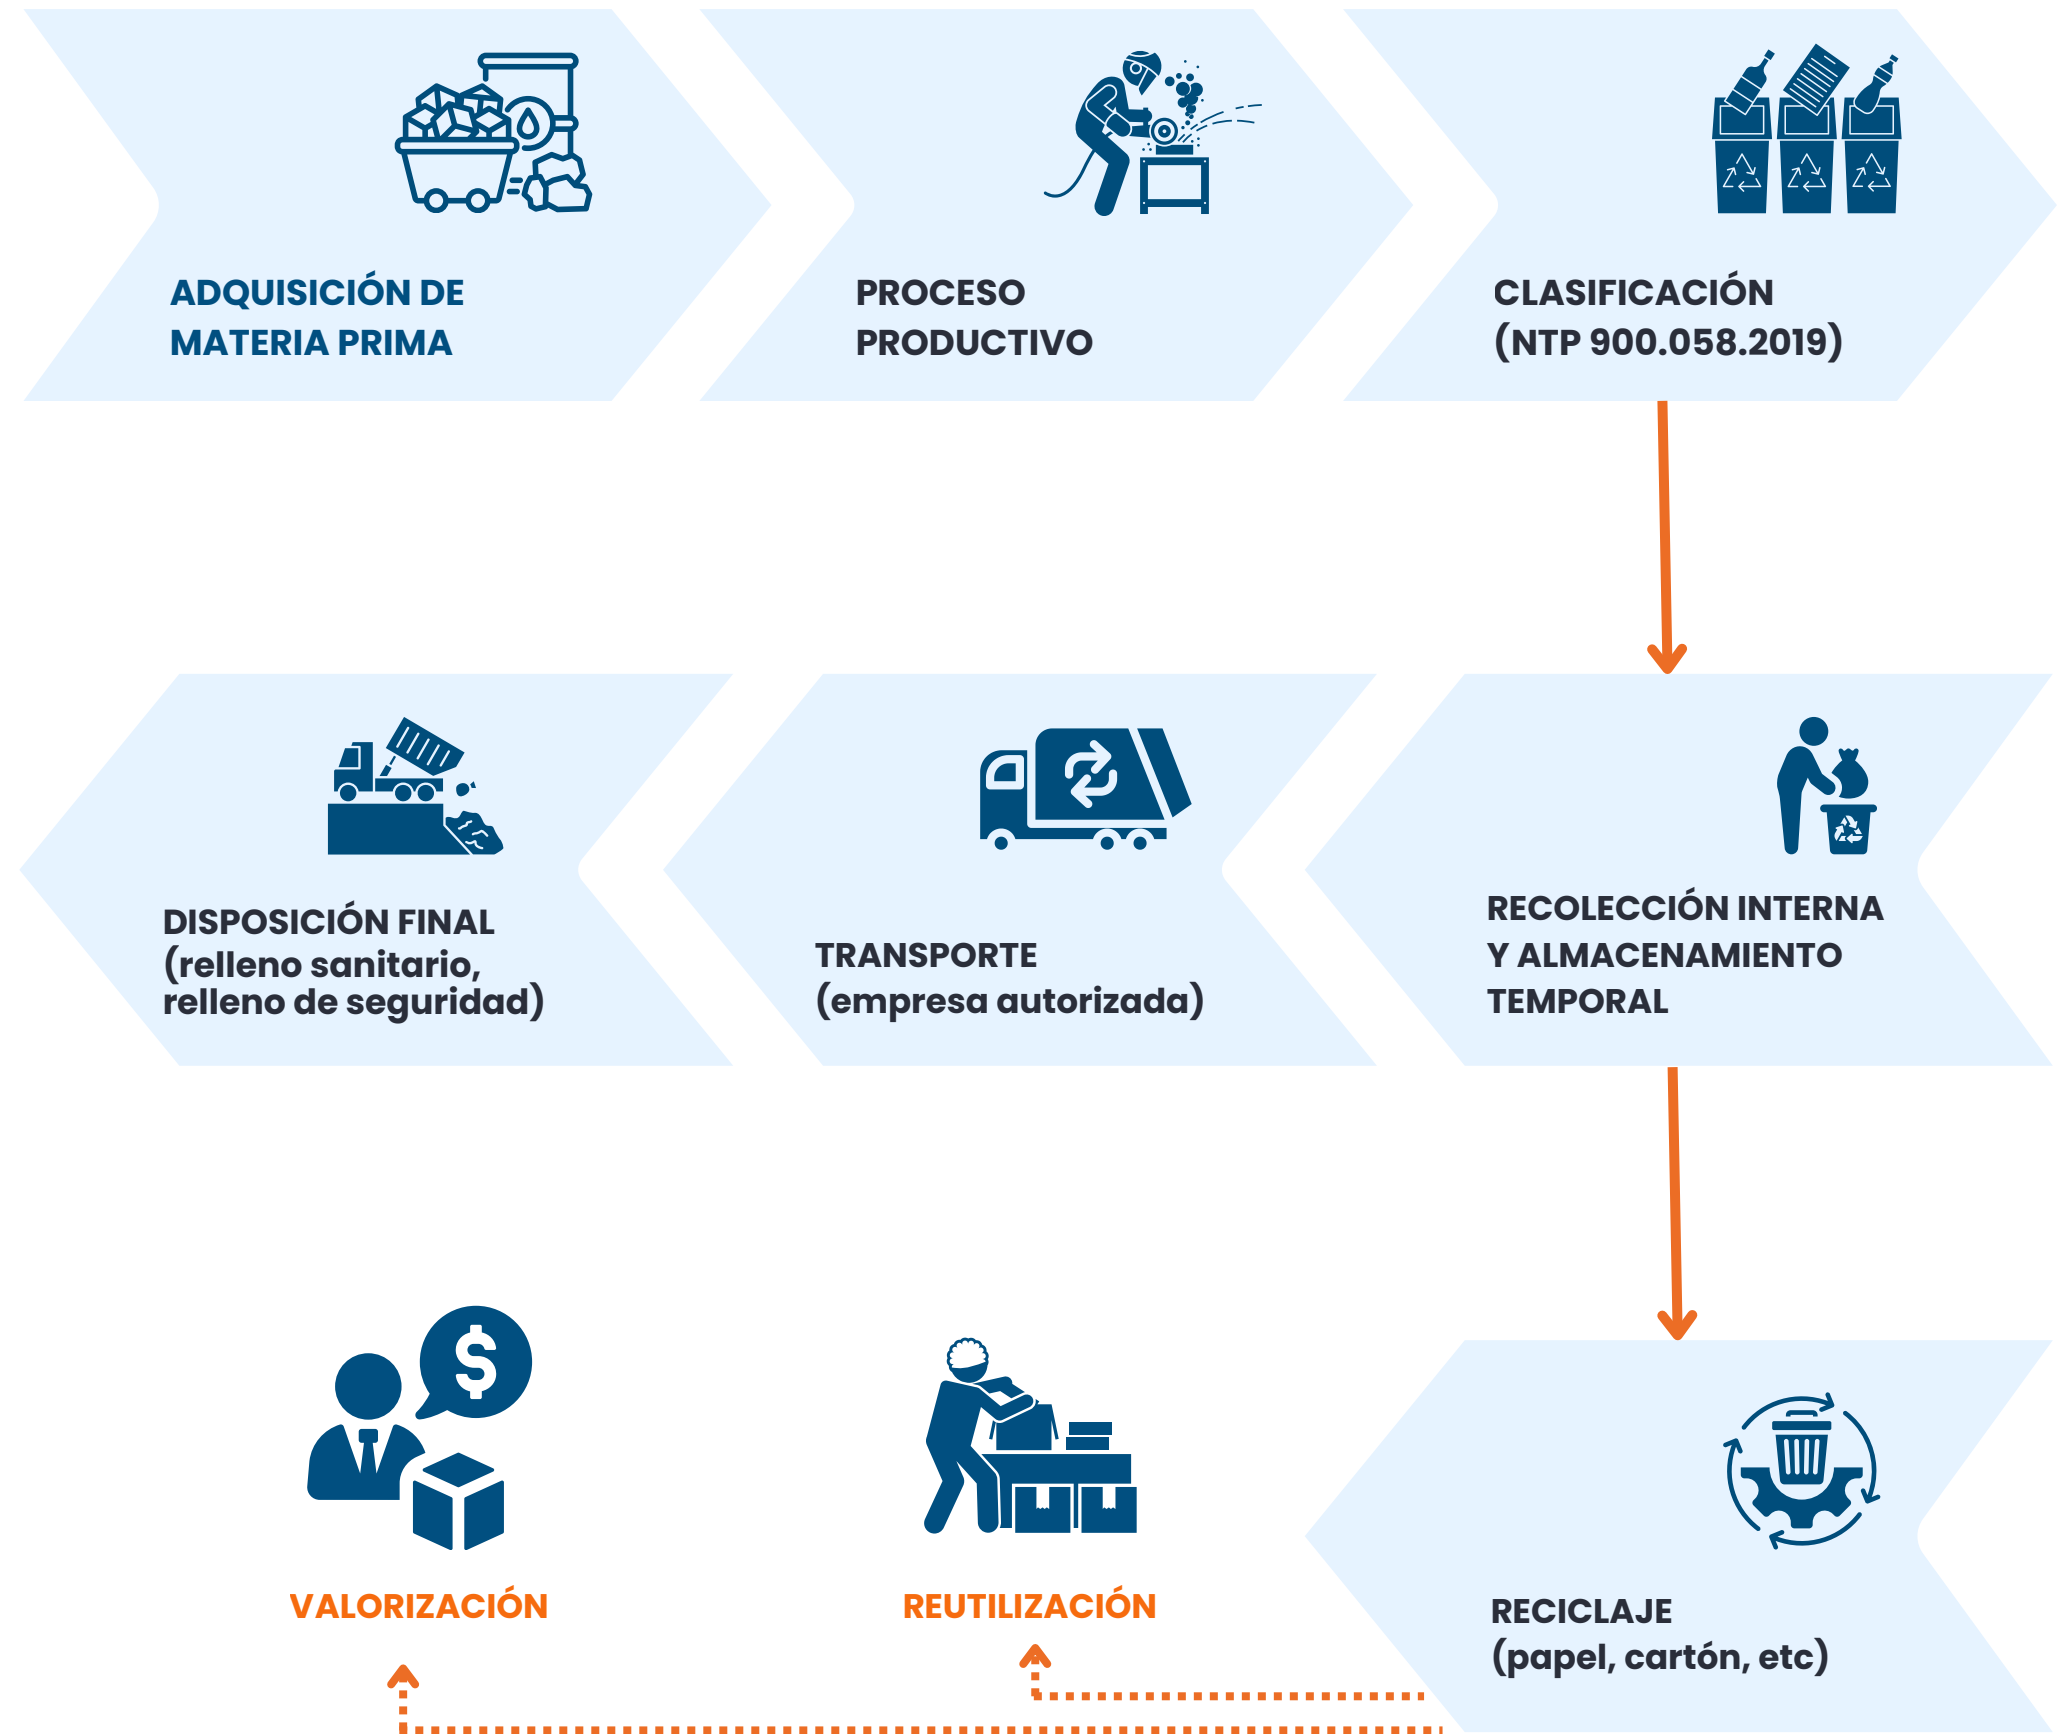 ADQUISICIÓN DE
MATERIA PRIMA
PROCESO
PRODUCTIVO
CLASIFICACIÓN
(NTP 900.058.2019)
DISPOSICIÓN FINAL
(relleno sanitario,
relleno de seguridad)
TRANSPORTE
(empresa autorizada)
RECOLECCIÓN INTERNA
Y ALMACENAMIENTO
TEMPORAL
$
VALORIZACIÓN
REUTILIZACIÓN
RECICLAJE
(papel, cartón, etc)